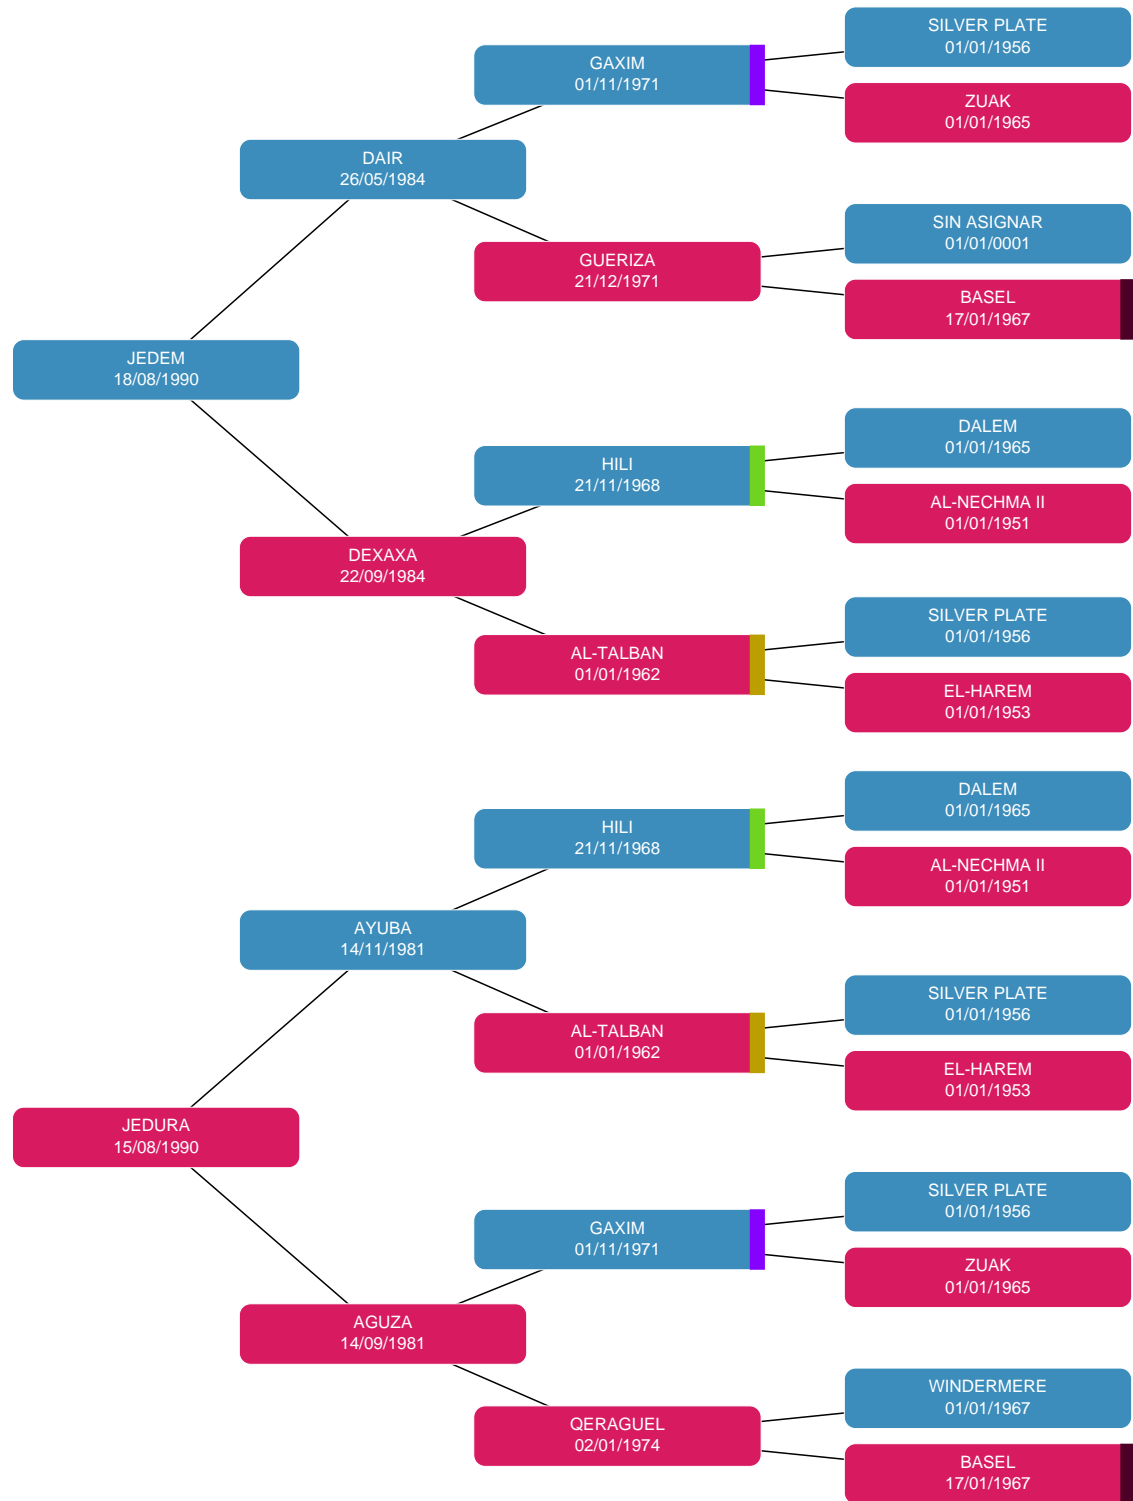 SILVER PLATE
01/01/1956
GAXIM
01/11/1971
ZUAK
01/01/1965
DAIR
26/05/1984
SIN ASIGNAR
01/01/0001
GUERIZA
21/12/1971
BASEL
17/01/1967
JEDEM
18/08/1990
DALEM
01/01/1965
HILI
21/11/1968
AL-NECHMA II
01/01/1951
DEXAXA
22/09/1984
SILVER PLATE
01/01/1956
AL-TALBAN
01/01/1962
EL-HAREM
01/01/1953
DALEM
01/01/1965
HILI
21/11/1968
AL-NECHMA II
01/01/1951
AYUBA
14/11/1981
SILVER PLATE
01/01/1956
AL-TALBAN
01/01/1962
EL-HAREM
01/01/1953
JEDURA
15/08/1990
SILVER PLATE
01/01/1956
GAXIM
01/11/1971
ZUAK
01/01/1965
AGUZA
14/09/1981
WINDERMERE
01/01/1967
QERAGUEL
02/01/1974
BASEL
17/01/1967